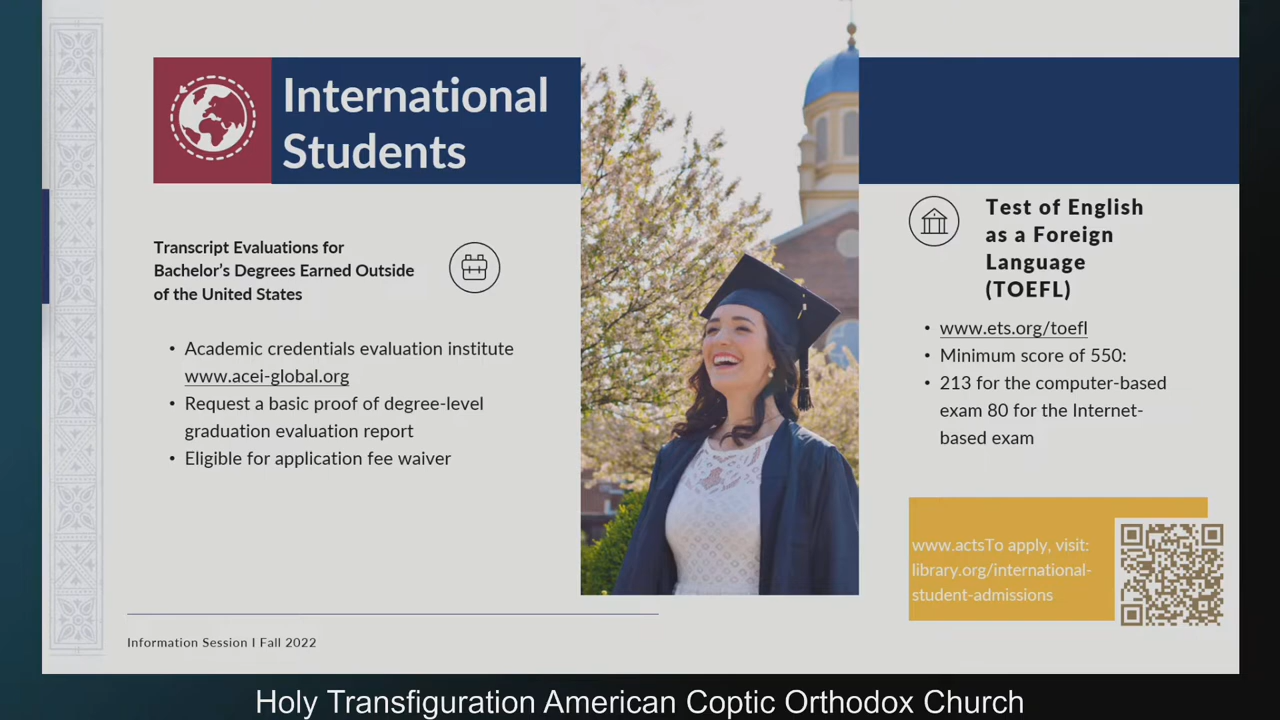 International
Students
Transcript Evaluations for
Bachelor's Degrees Earned Outside
of the United States
• Academic credentials evaluation institute
www.acei-global.org
• Request a basic proof of degree-level
graduation evaluation report
• Eligible for application fee waiver
Test of English
as a Foreign
Language
(TOEFL)
• www.ets.org/toefl
• Minimum score of 550:
• 213 for the computer-based
exam 80 for the Internet-
based exam
www.actsTo apply, visit:
library.org/international-
student-admissions
Information Session I Fall 2022
Holy Transfiguration American Coptic Orthodox Church